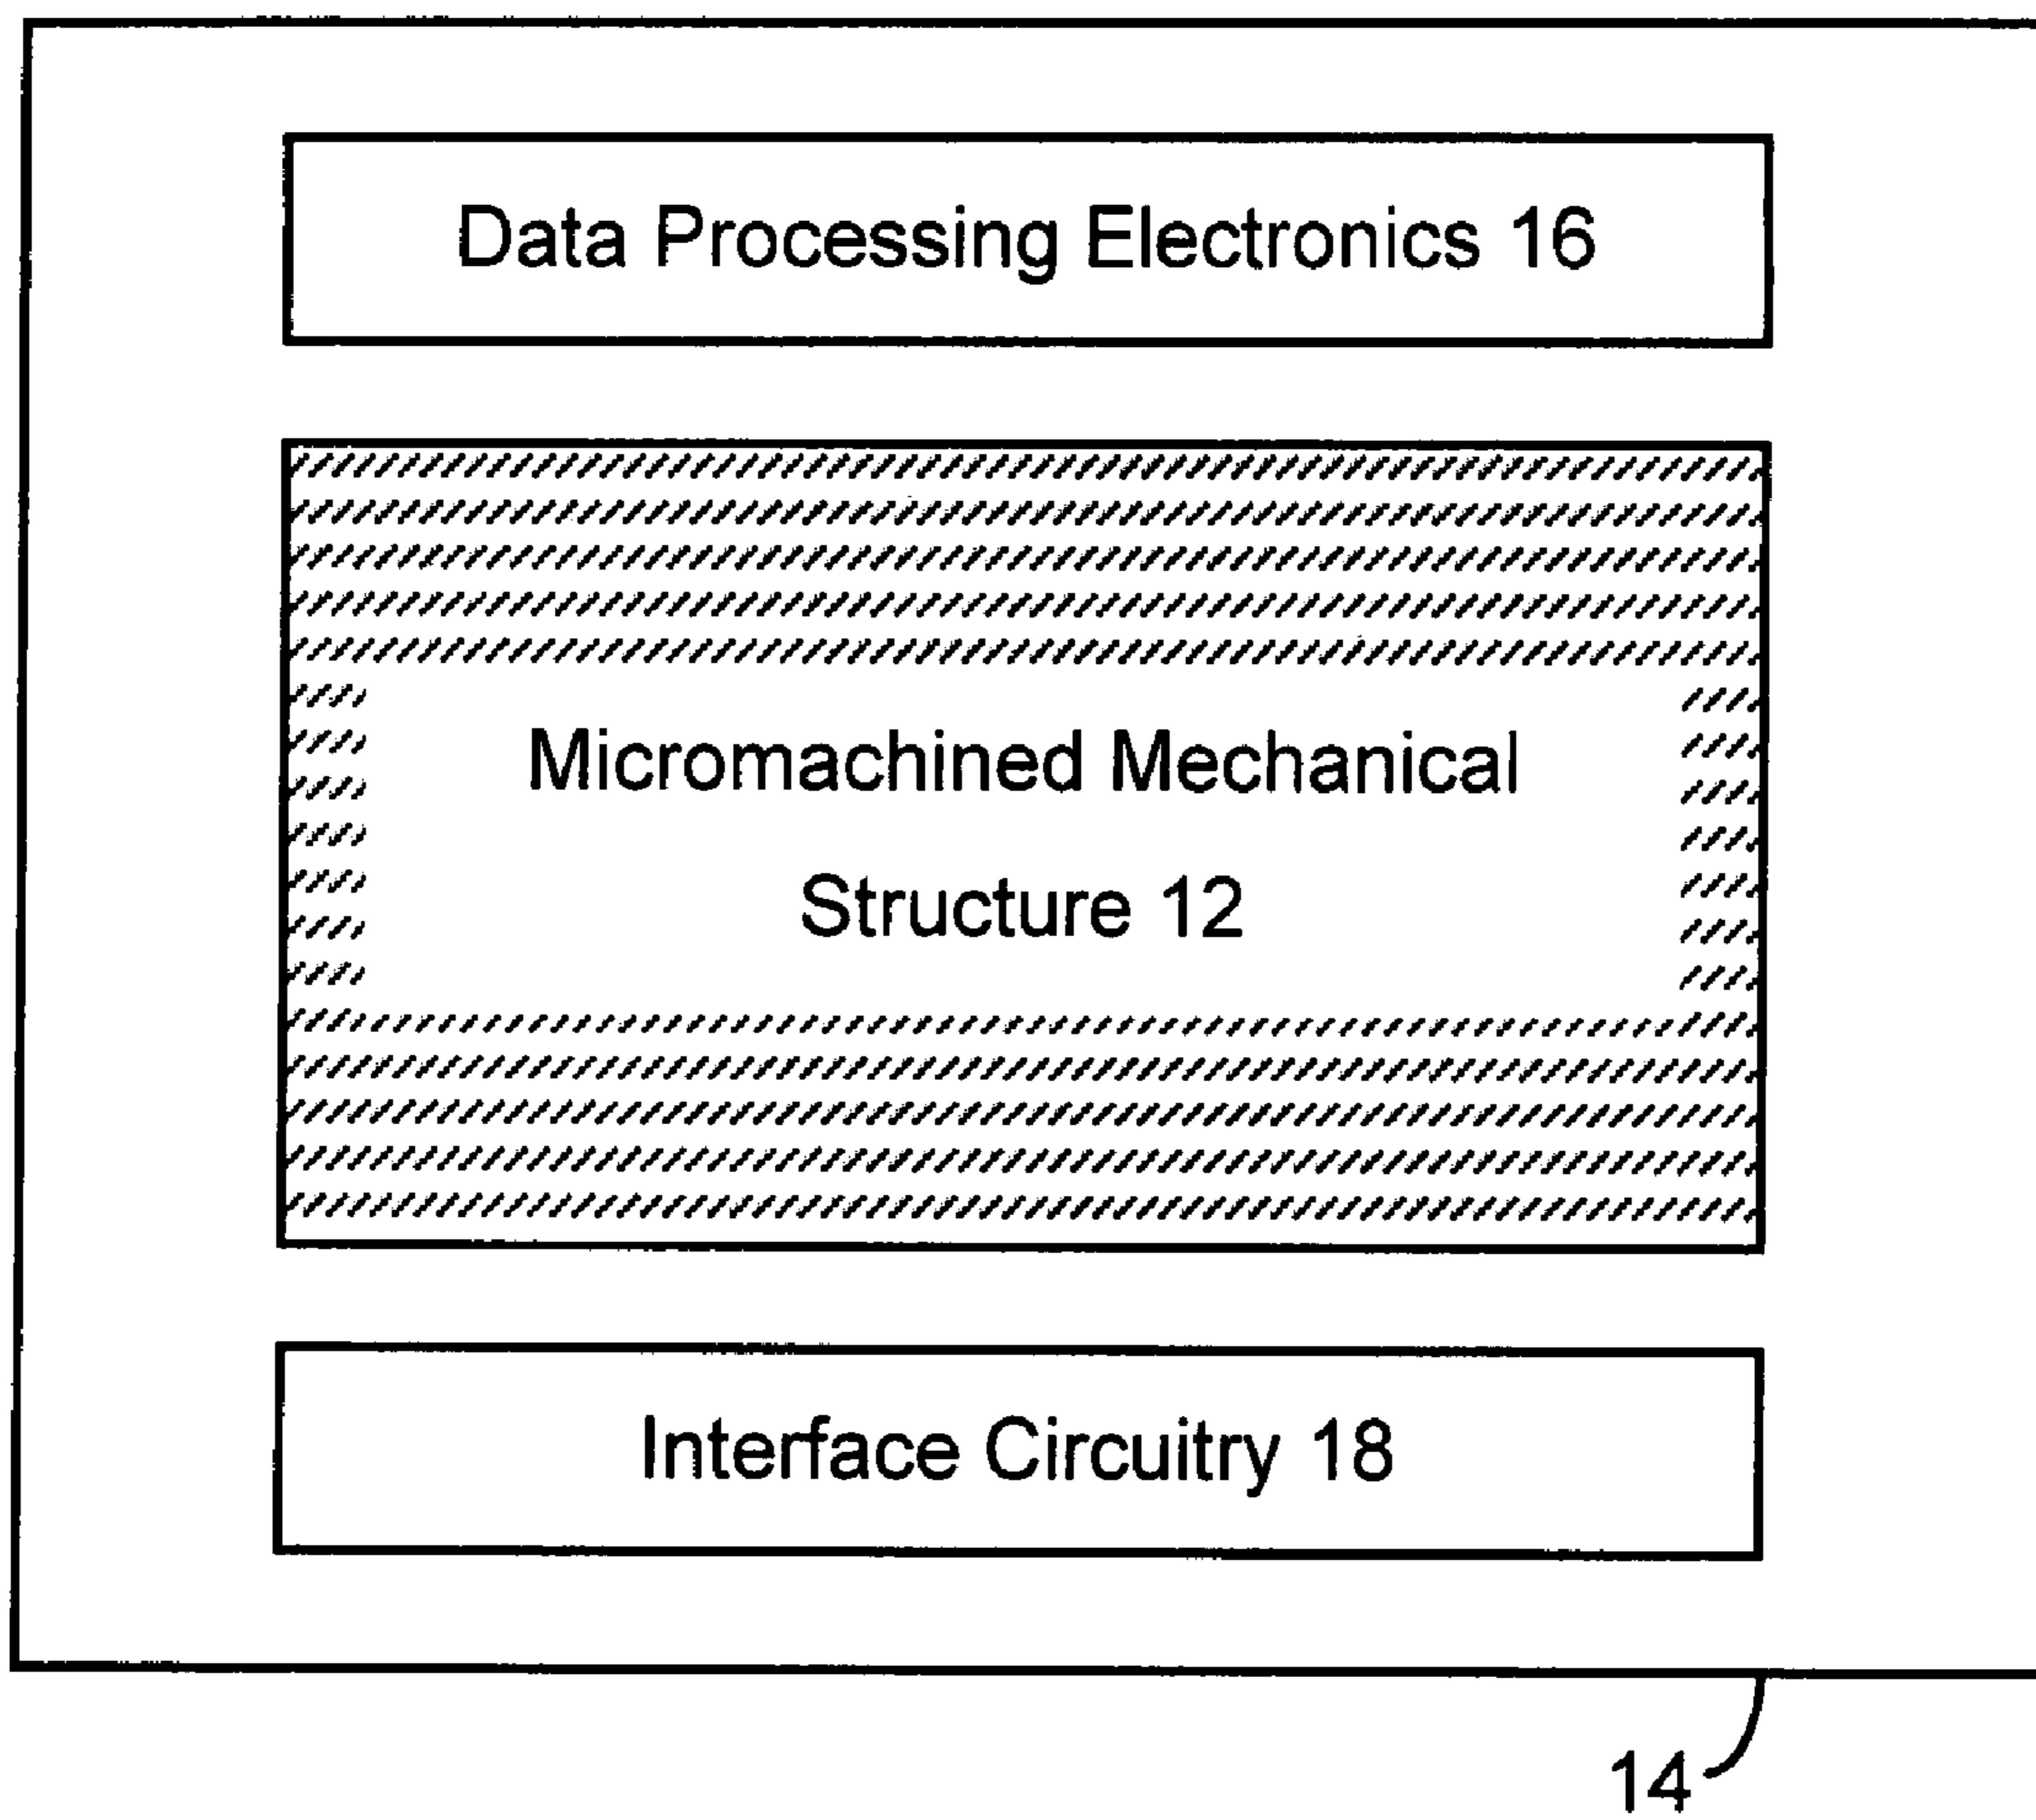 Data Processing Electronics 16
Micromachined Mechanical
Structure 12
Interface Circuitry 18
14